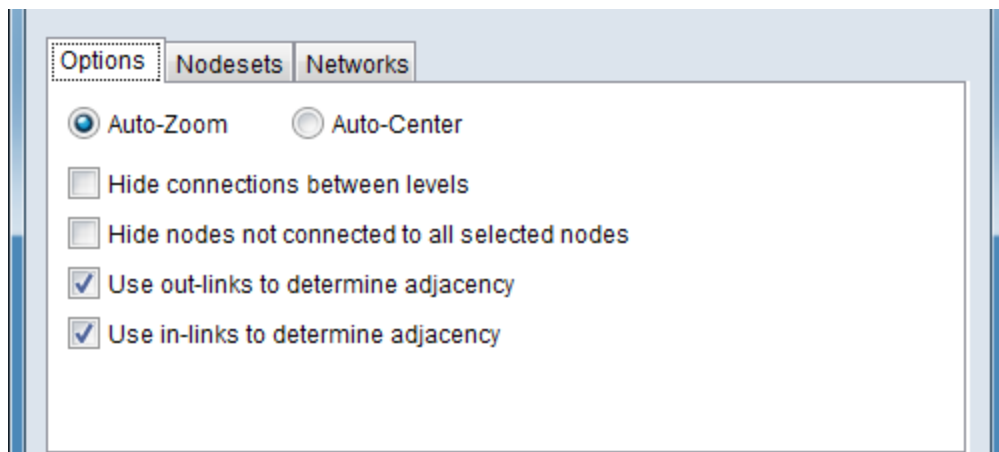 Options Nodesets Networks
Auto-Zoom Auto-Center
Hide connections between levels
Hide nodes not connected to all selected nodes
Use out-links to determine adjacency
Use in-links to determine adjacency